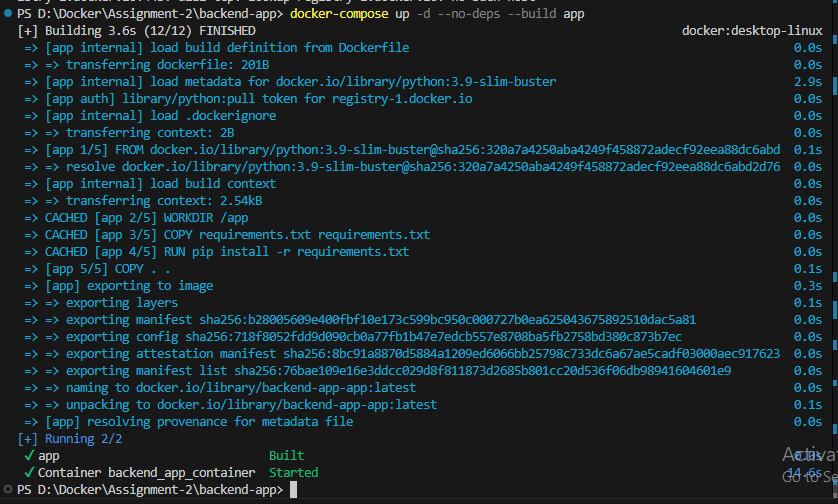 PS D:\Docker\Assignment-2\backend-app> docker-compose up -d --no-deps --build app
[+] Building 3.6s (12/12) FINISHED docker:desktop-linux
=> [app internal] load build definition from Dockerfile 0.0s
=> => transferring dockerfile: 201B 0.0s
=> [app internal] load metadata for docker.io/library/python:3.9-slim-buster 2.9s
=> [app auth] library/python:pull token for registry-1.docker.io 0.0s
=> [app internal] load .dockerignore 0.0s
=> => transferring context: 2B 0.0s
=> [app 1/5] FROM docker.io/library/python:3.9-slim-buster@sha256:320a7a4250aba4249f458872adecf92eea88dc6abd 0.1s
=> => resolve docker.io/library/python:3.9-slim-buster@sha256:320a7a4250aba4249f458872adecf92eea88dc6abd2d76 0.0s
=> [app internal] load build context 0.0s
=> => transferring context: 2.54kB 0.0s
=> CACHED [app 2/5] WORKDIR /app 0.0s
=> CACHED [app 3/5] COPY requirements.txt requirements.txt 0.0s
=> CACHED [app 4/5] RUN pip install -r requirements.txt 0.0s
=> [app 5/5] COPY . . 0.1s
=> [app] exporting to image 0.3s
=> => exporting layers 0.1s
=> => exporting manifest sha256:b28005609e400fbf10e173c599bc950c000727b0ea625043675892510dac5a81 0.0s
=> => exporting config sha256:718f8052fdd9d090cb0a77fb1b47e7edcb557e8708ba5fb2758bd380c873b7ec 0.0s
=> => exporting attestation manifest sha256:8bc91a8870d5884a1209ed6066bb25798c733dc6a67ae5cadf03000aec917623 0.0s
=> => exporting manifest list sha256:76bae109e16e3ddcc029d8f811873d2685b801cc20d536f06db98941604601e9 0.0s
=> => naming to docker.io/library/backend-app-app:latest 0.0s
=> => unpacking to docker.io/library/backend-app-app:latest 0.1s
=> [app] resolving provenance for metadata file 0.0s
[+] Running 2/2
✔ app Built 0.0s
✔ Container backend_app_container Started 14.6s
PS D:\Docker\Assignment-2\backend-app>
Activa
Go to Se